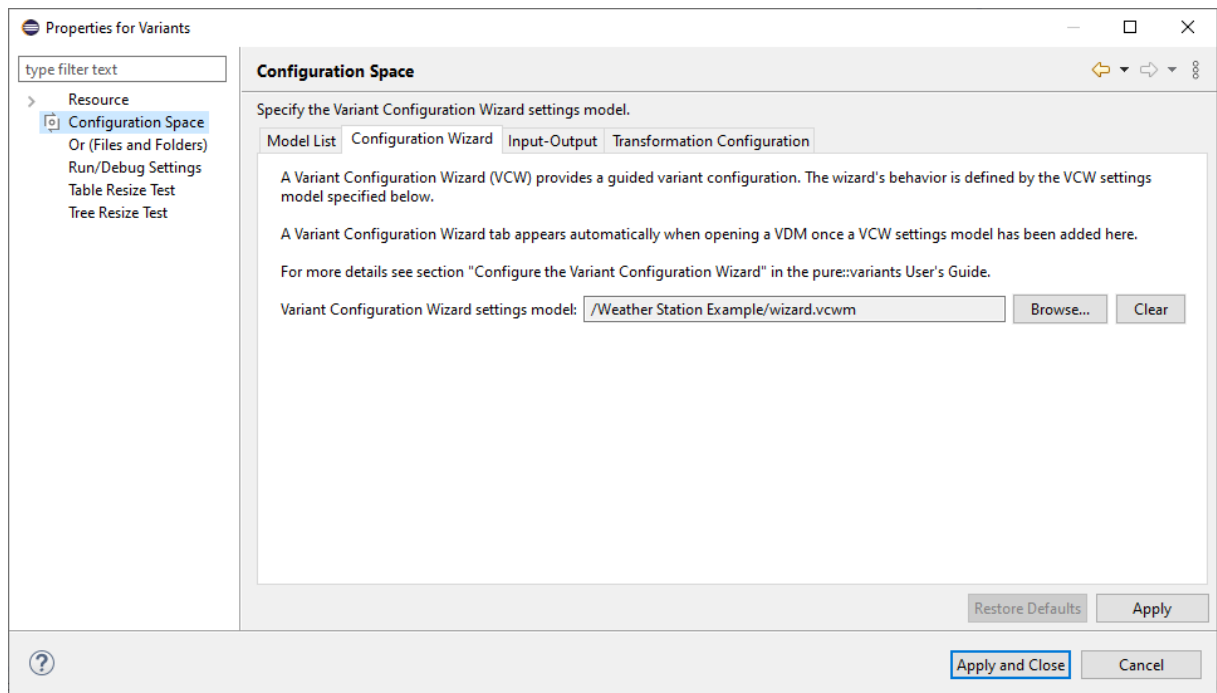 Properties for Variants
type filter text
Resource
Configuration Space
Or (Files and Folders)
Run/Debug Settings
Table Resize Test
Tree Resize Test
Configuration Space
Specify the Variant Configuration Wizard settings model.
Model List Configuration Wizard Input-Output Transformation Configuration
A Variant Configuration Wizard (VCW) provides a guided variant configuration. The wizard's behavior is defined by the VCW settings
model specified below.
A Variant Configuration Wizard tab appears automatically when opening a VDM once a VCW settings model has been added here.
For more details see section "Configure the Variant Configuration Wizard" in the pure::variants User's Guide.
Variant Configuration Wizard settings model: /Weather Station Example/wizard.vcwm Browse... Clear
Restore Defaults Apply
Apply and Close Cancel